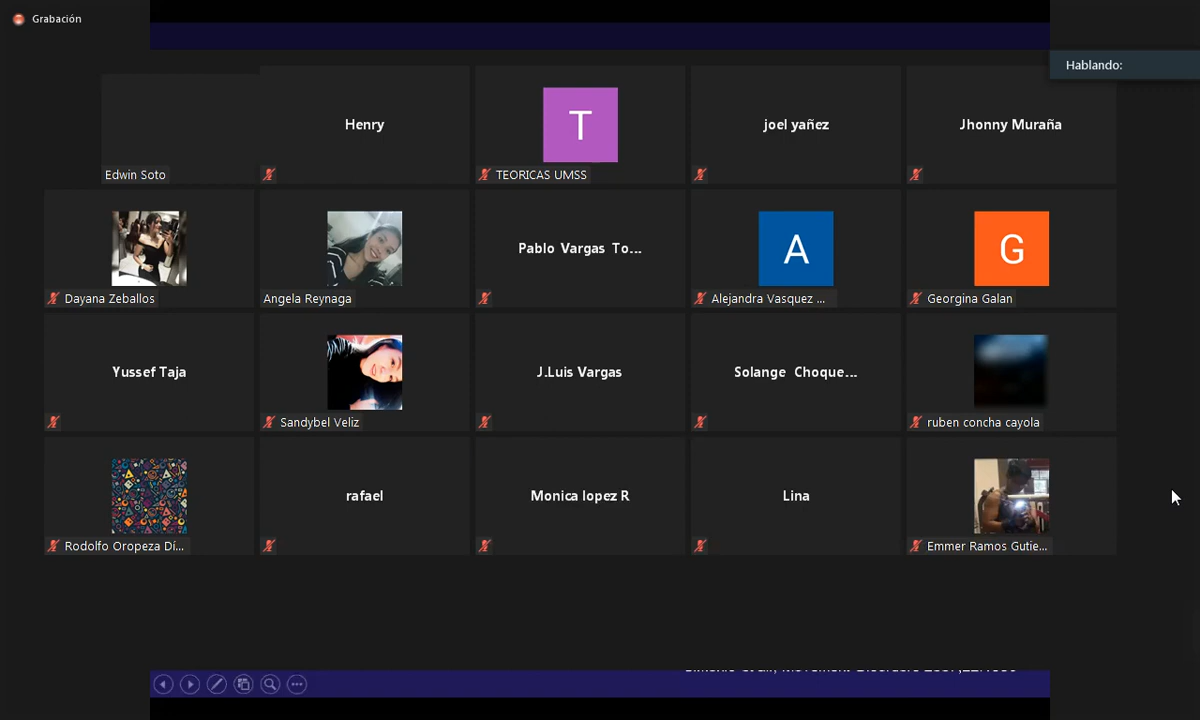 Grabación
Hablando:
Edwin Soto
Henry
T
TEORICAS UMSS
joel yañez
Jhonny Muraña
Dayana Zeballos
Angela Reynaga
Pablo Vargas To...
A
Alejandra Vasquez ...
G
Georgina Galan
Yussef Taja
Sandybel Veliz
J.Luis Vargas
Solange Choque...
ruben concha cayola
Rodolfo Oropeza Dí...
rafael
Monica lopez R
Lina
Emmer Ramos Gutie...